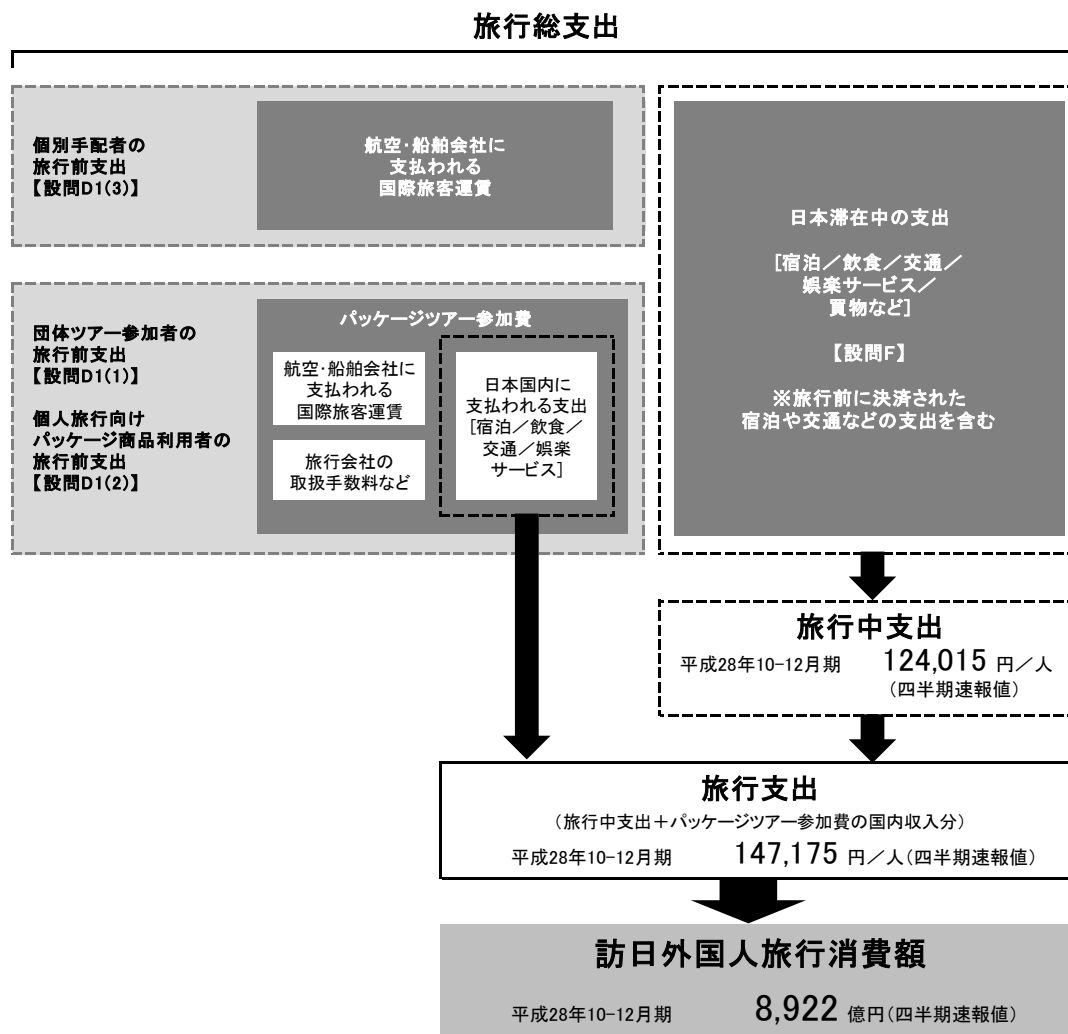 旅行総支出
個別手配者の
旅行前支出
【設問D1(3)】
航空・船舶会社に
支払われる
国際旅客運賃
団体ツアー参加者の
旅行前支出
【設問D1(1)】
個人旅行向け
パッケージ商品利用者の
旅行前支出
【設問D1(2)】
パッケージツアー参加費
航空・船舶会社に
支払われる
国際旅客運賃
旅行会社の
取扱手数料など
日本国内に
支払われる支出
[宿泊／飲食／
交通／娯楽
サービス]
日本滞在中の支出
[宿泊／飲食／交通／
娯楽サービス／
買物など]
【設問F】
※旅行前に決済された
宿泊や交通などの支出を含む
旅行中支出
平成28年10-12月期 124,015 円／人
(四半期速報値)
旅行支出
（旅行中支出＋パッケージツアー参加費の国内収入分）
平成28年10-12月期 147,175 円／人(四半期速報値)
訪日外国人旅行消費額
平成28年10-12月期 8,922 億円(四半期速報値)